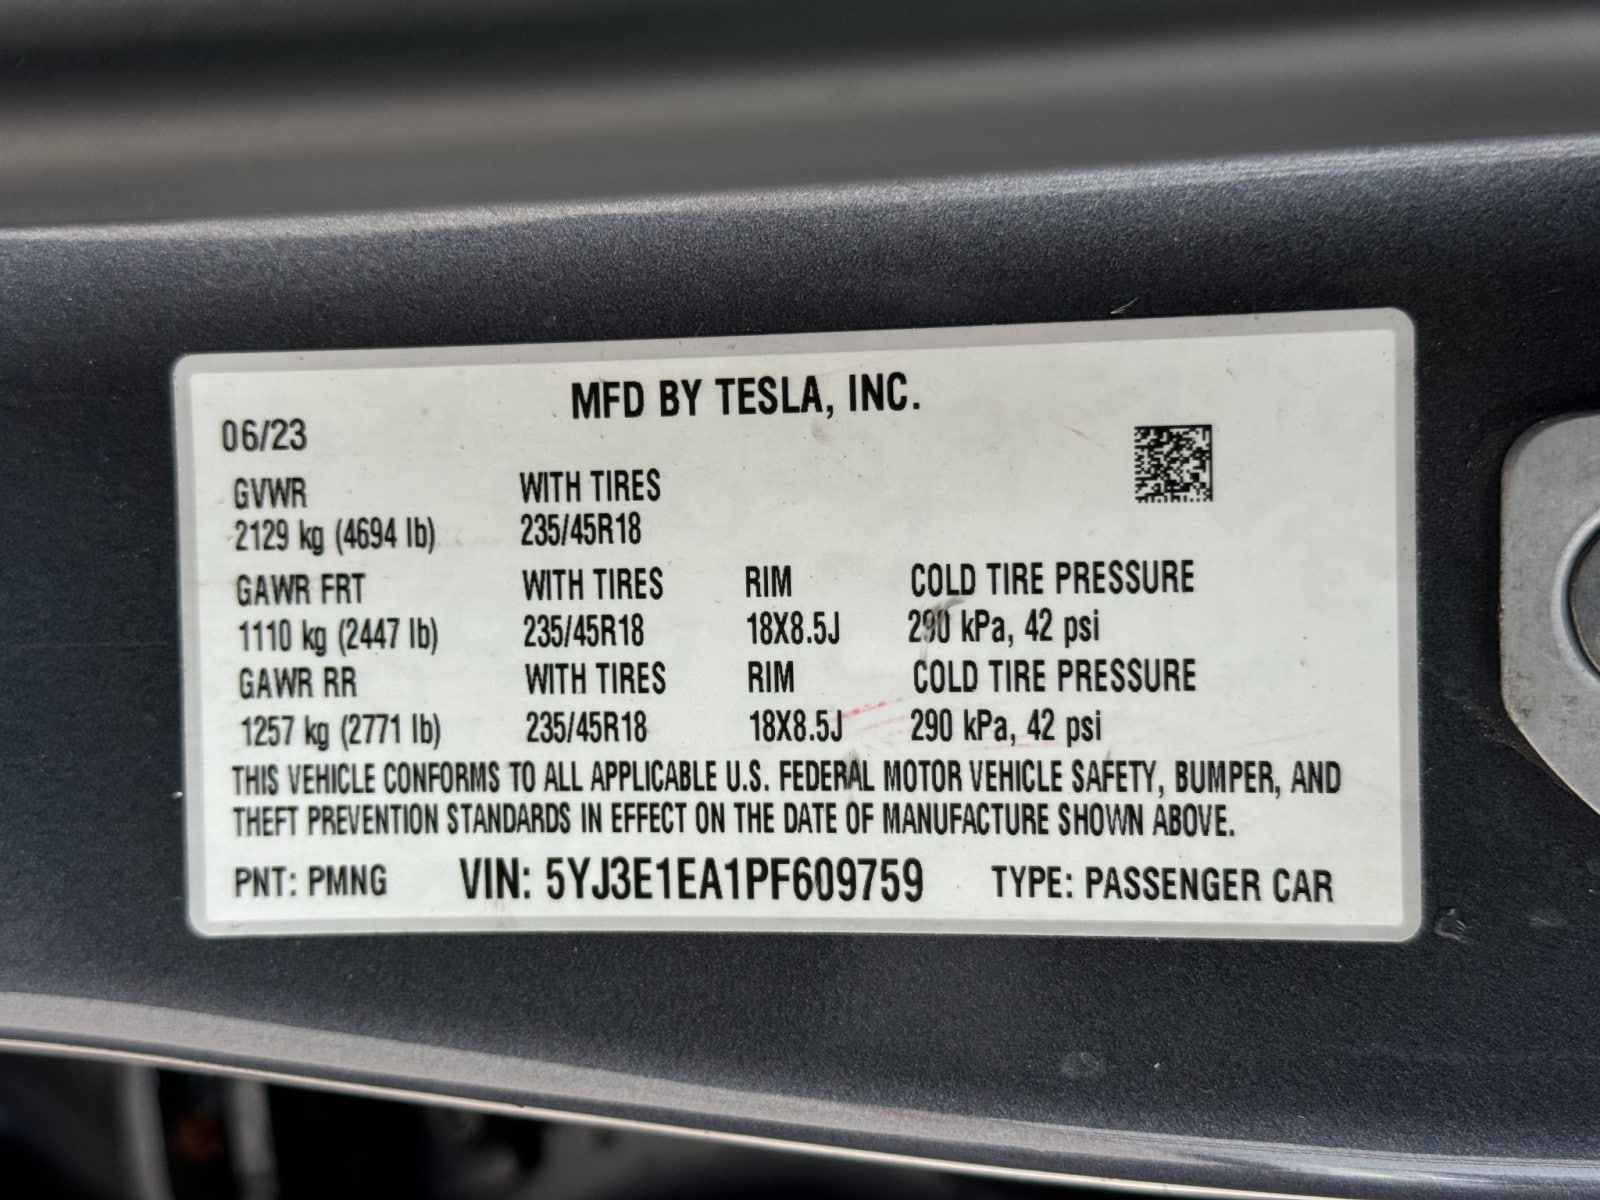 MFD BY TESLA, INC.
06/23
GVWR WITH TIRES
2129 kg (4694 lb) 235/45R18
GAWR FRT WITH TIRES RIM COLD TIRE PRESSURE
1110 kg (2447 lb) 235/45R18 18X8.5J 290 kPa, 42 psi
GAWR RR WITH TIRES RIM COLD TIRE PRESSURE
1257 kg (2771 lb) 235/45R18 18X8.5J 290 kPa, 42 psi
THIS VEHICLE CONFORMS TO ALL APPLICABLE U.S. FEDERAL MOTOR VEHICLE SAFETY, BUMPER, AND
THEFT PREVENTION STANDARDS IN EFFECT ON THE DATE OF MANUFACTURE SHOWN ABOVE.
PNT: PMNG VIN: 5YJ3E1EA1PF609759 TYPE: PASSENGER CAR